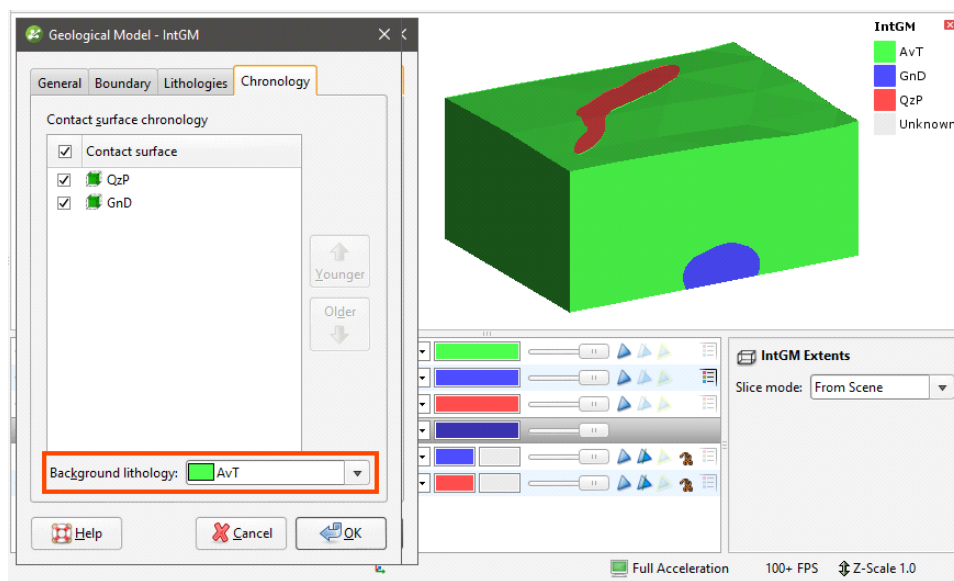 Geological Model - IntGM
General Boundary Lithologies Chronology
Contact surface chronology
Contact surface
QzP
GnD
Younger
Older
Background lithology: AvT
Help Cancel OK
IntGM
AvT
GnD
QzP
Unknown
IntGM Extents
Slice mode: From Scene
Full Acceleration 100+ FPS Z-Scale 1.0